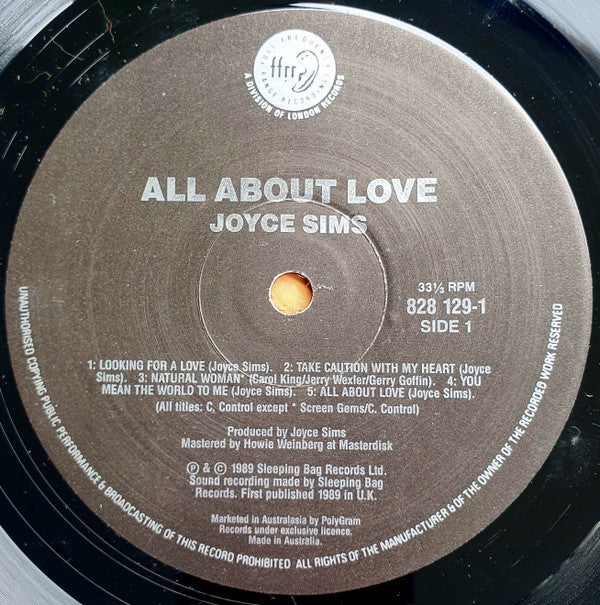 FULL FREQUENCY
ffrr
RANGE RECORDINGS
A DIVISION OF LONDON RECORDS
ALL ABOUT LOVE
JOYCE SIMS
33⅓ RPM
828 129-1
SIDE 1
1: LOOKING FOR A LOVE (Joyce Sims). 2: TAKE CAUTION WITH MY HEART (Joyce
Sims). 3: NATURAL WOMAN* (Carol King/Jerry Wexler/Gerry Goffin). 4: YOU
MEAN THE WORLD TO ME (Joyce Sims). 5: ALL ABOUT LOVE (Joyce Sims).
(All titles: C. Control except * Screen Gems/C. Control)
Produced by Joyce Sims
Mastered by Howie Weinberg at Masterdisk
℗ & © 1989 Sleeping Bag Records Ltd.
Sound recording made by Sleeping Bag
Records. First published 1989 in U.K.
Marketed in Australasia by PolyGram
Records under exclusive licence.
Made in Australia.
UNAUTHORISED COPYING PUBLIC PERFORMANCE & BROADCASTING OF THIS RECORD PROHIBITED ALL RIGHTS OF THE MANUFACTURER & OF THE OWNER OF THE RECORDED WORK RESERVED